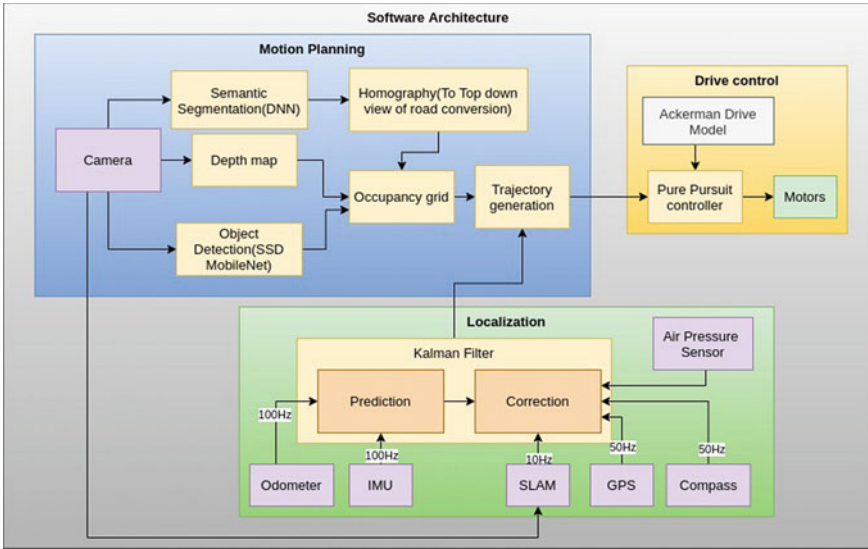 Software Architecture
Motion Planning
Semantic
Segmentation(DNN)
Homography(To Top down
view of road conversion)
Camera
Depth map
Occupancy grid
Trajectory
generation
Object
Detection(SSD
MobileNet)
Drive control
Ackerman Drive
Model
Pure Pursuit
controller
Motors
Localization
Kalman Filter
Air Pressure
Sensor
Prediction
Correction
100Hz
100Hz
10Hz
50Hz
50Hz
Odometer
IMU
SLAM
GPS
Compass